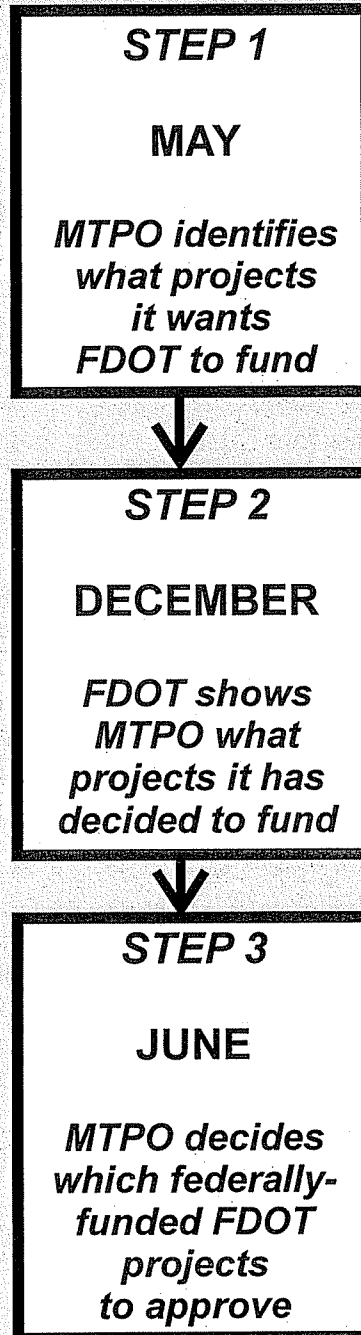 STEP 1
MAY
MTPO identifies
what projects
it wants
FDOT to fund
STEP 2
DECEMBER
FDOT shows
MTPO what
projects it has
decided to fund
STEP 3
JUNE
MTPO decides
which federally-
funded FDOT
projects
to approve